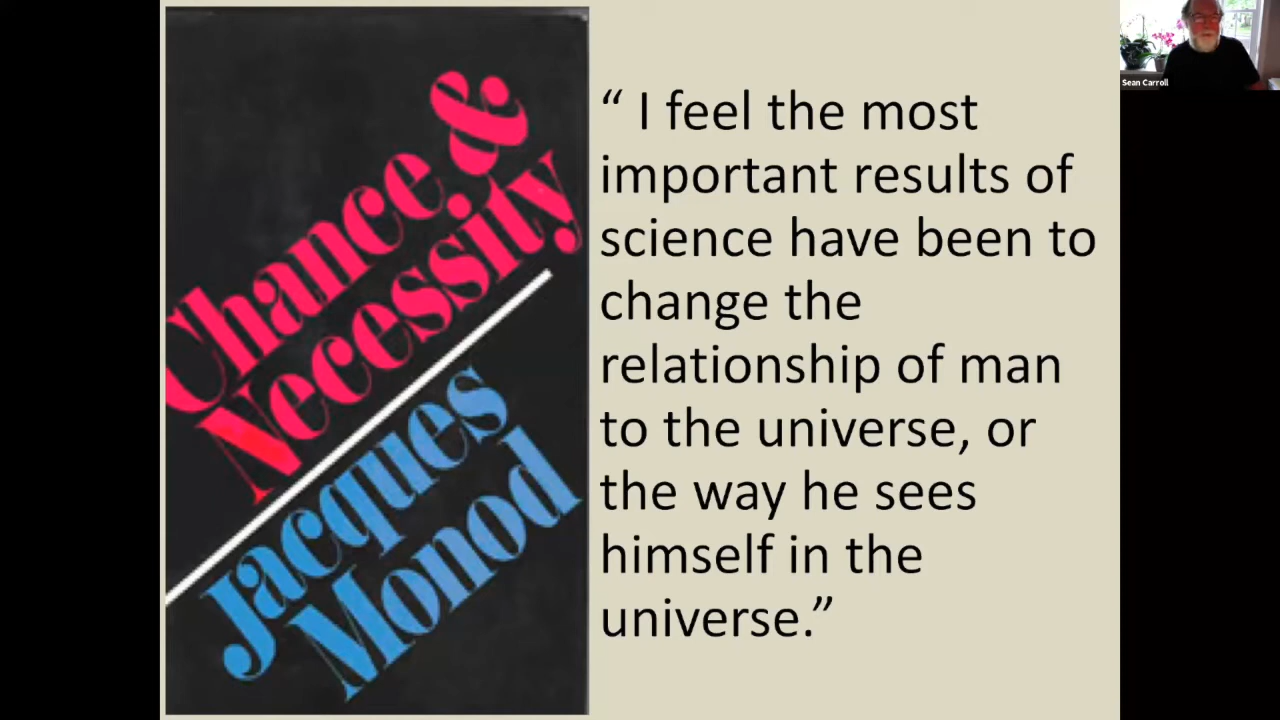 Chance &
Necessity
Jacques
Monod
“ I feel the most
important results of
science have been to
change the
relationship of man
to the universe, or
the way he sees
himself in the
universe.”
Sean Carroll